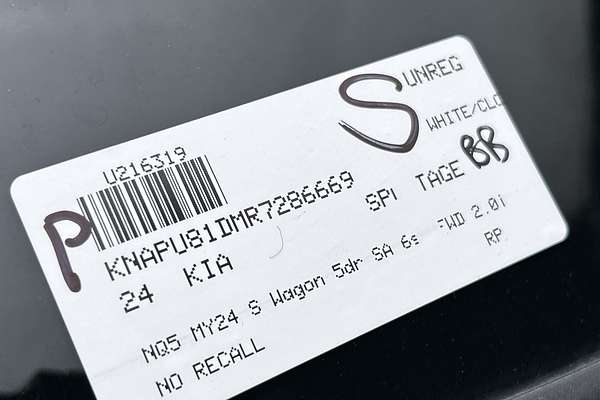 U216319
UNREG
S
WHITE/CLO
P
KNAPU81DMR7286669
SP TAGE BB
24 KIA
NQ5 MY24 S Wagon 5dr SA 6s FWD 2.0i
RP
NO RECALL